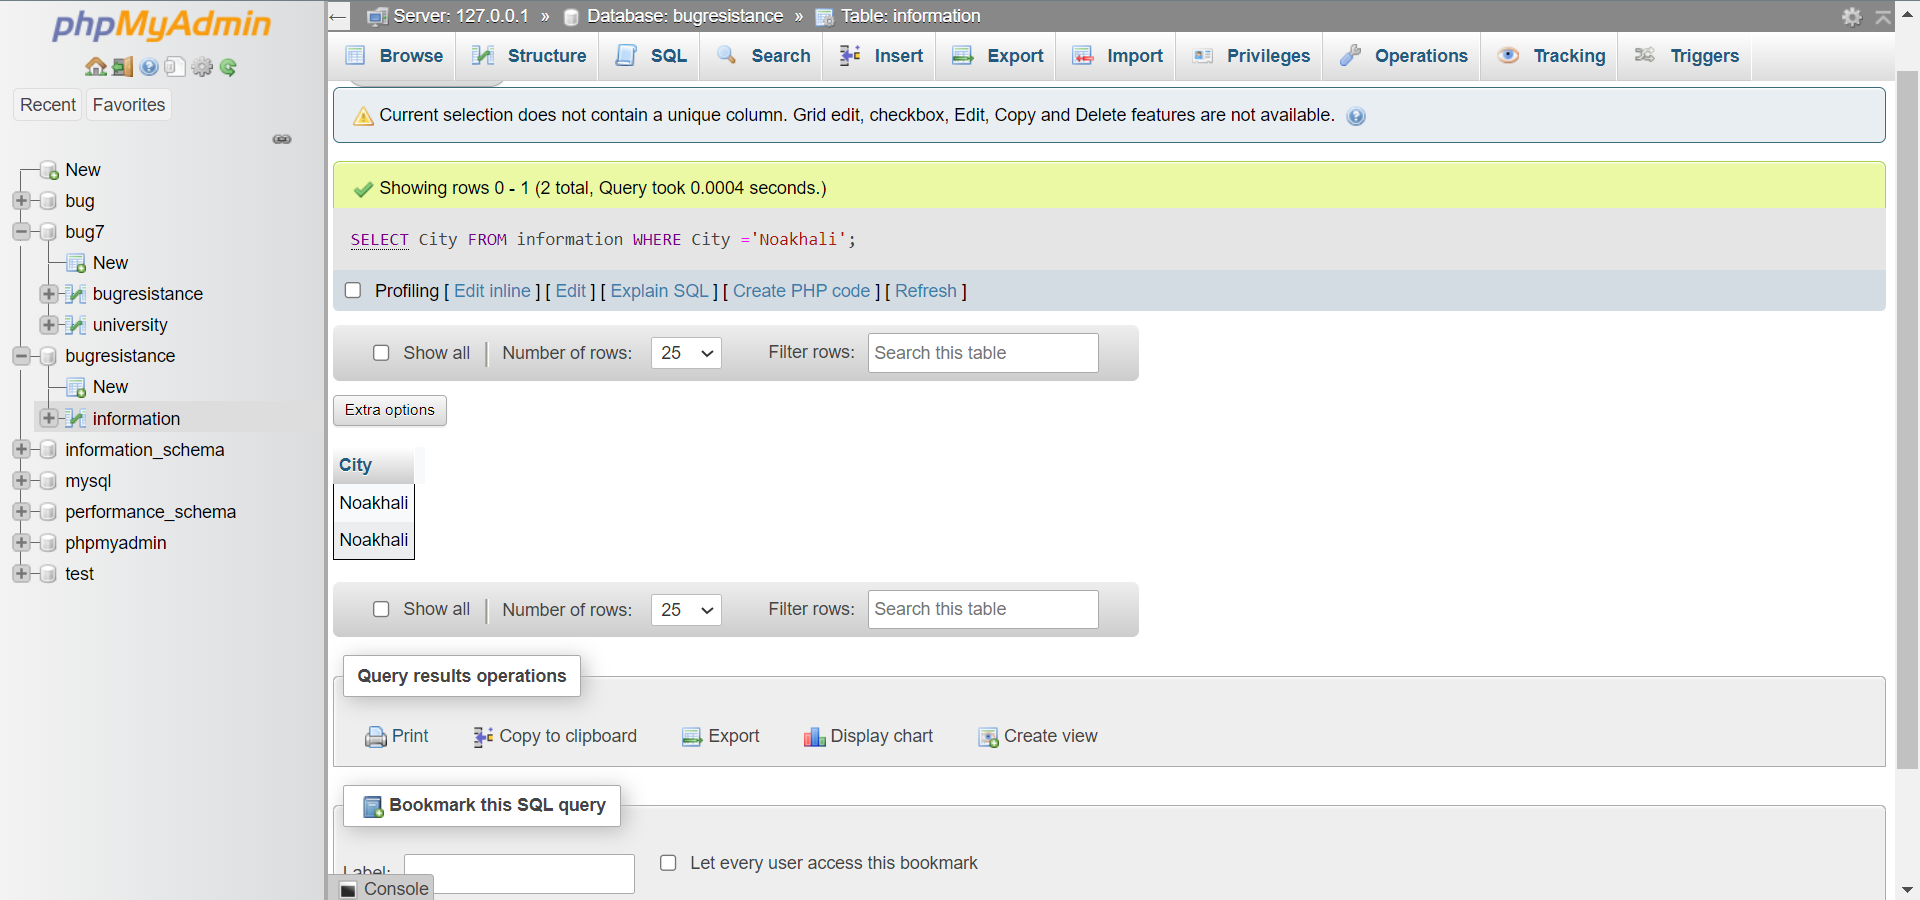 phpMyAdmin
Recent
Favorites
New
bug
bug7
New
bugresistance
university
bugresistance
New
information
information_schema
mysql
performance_schema
phpmyadmin
test
Server: 127.0.0.1 » Database: bugresistance » Table: information
Browse Structure SQL Search Insert Export Import Privileges Operations Tracking Triggers
Current selection does not contain a unique column. Grid edit, checkbox, Edit, Copy and Delete features are not available.
Showing rows 0 - 1 (2 total, Query took 0.0004 seconds.)
SELECT City FROM information WHERE City ='Noakhali';
Profiling [ Edit inline ] [ Edit ] [ Explain SQL ] [ Create PHP code ] [ Refresh ]
Show all Number of rows: 25 Filter rows: Search this table
Extra options
City
Noakhali
Noakhali
Show all Number of rows: 25 Filter rows: Search this table
Query results operations
Print Copy to clipboard Export Display chart Create view
Bookmark this SQL query
Label: Let every user access this bookmark
Console